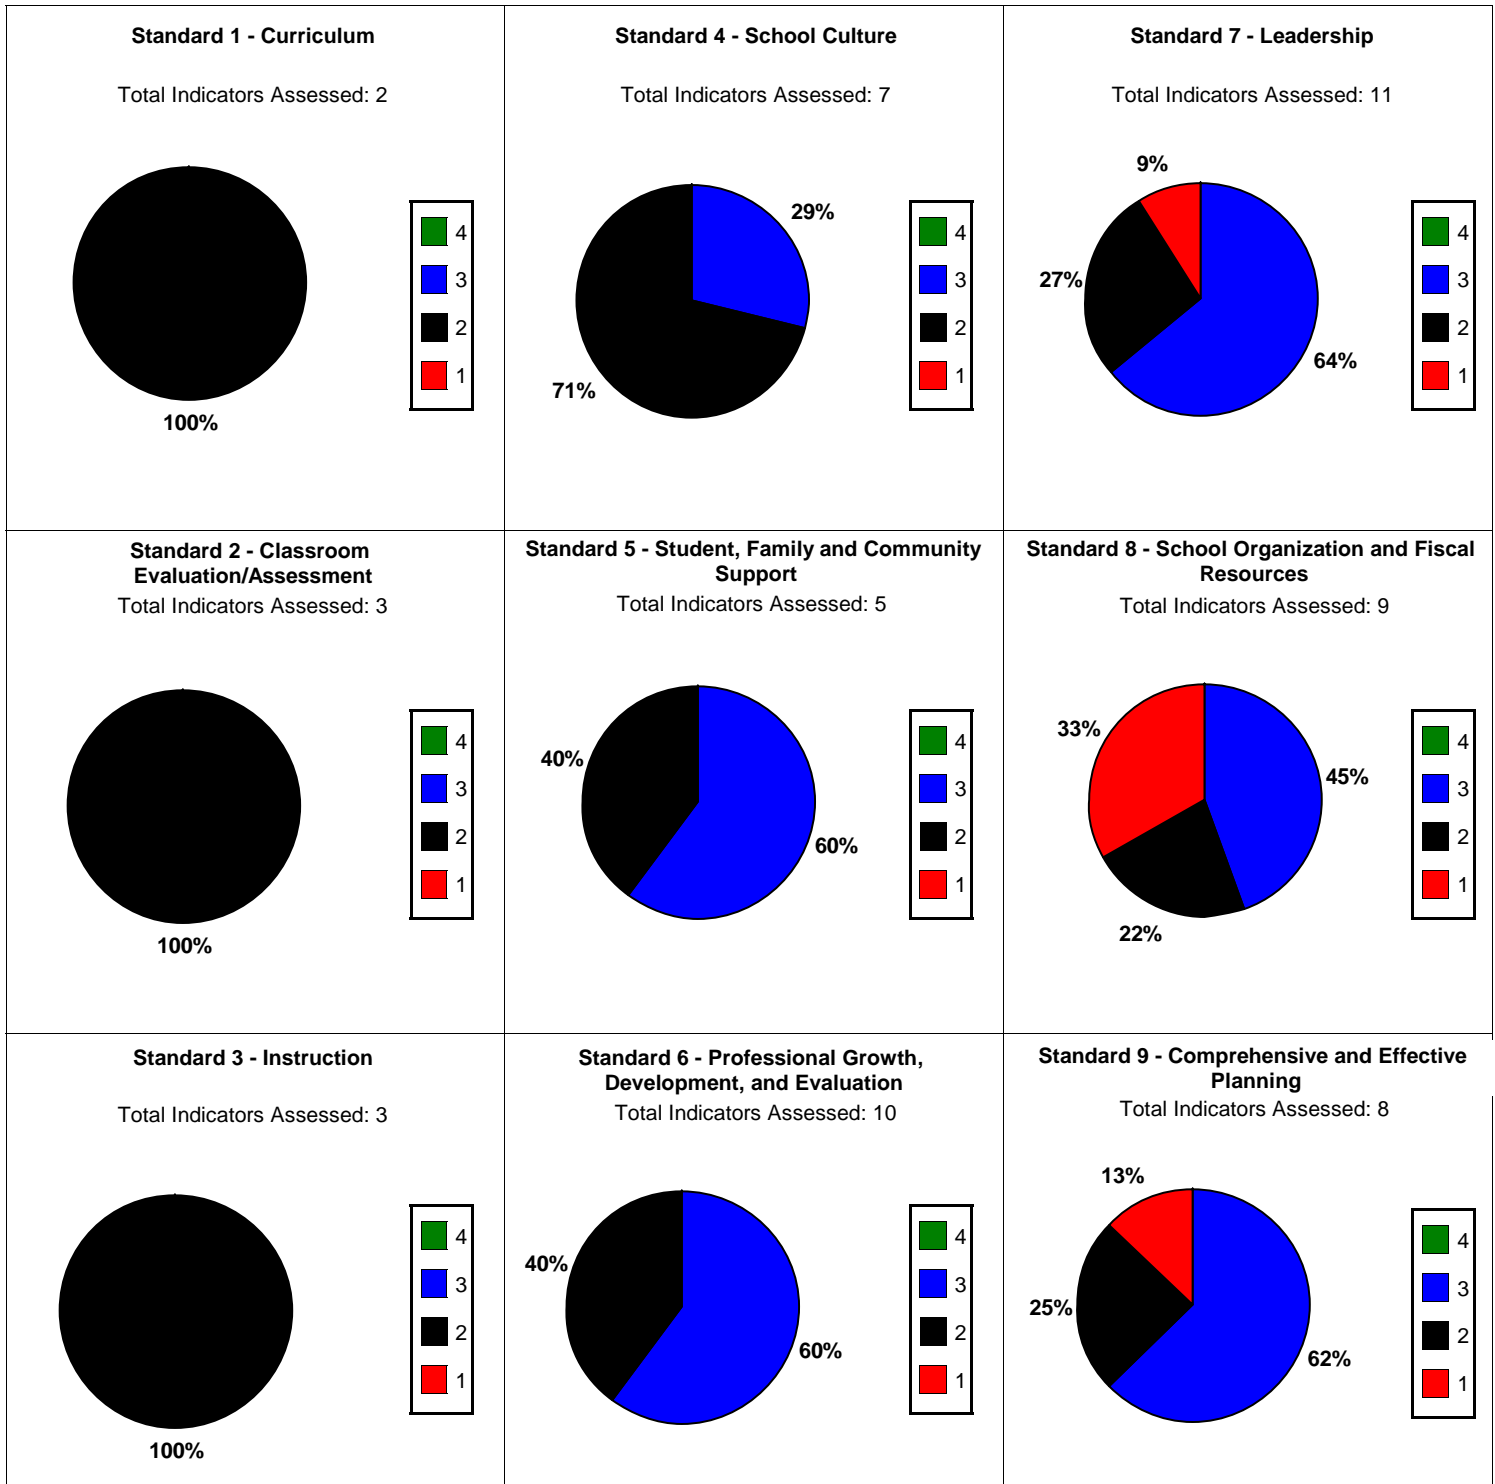 Standard 1 - Curriculum
Total Indicators Assessed: 2
100%
4
3
2
1
Standard 4 - School Culture
Total Indicators Assessed: 7
29%
71%
4
3
2
1
Standard 7 - Leadership
Total Indicators Assessed: 11
9%
27%
64%
4
3
2
1
Standard 2 - Classroom
Evaluation/Assessment
Total Indicators Assessed: 3
100%
4
3
2
1
Standard 5 - Student, Family and Community
Support
Total Indicators Assessed: 5
40%
60%
4
3
2
1
Standard 8 - School Organization and Fiscal
Resources
Total Indicators Assessed: 9
33%
45%
22%
4
3
2
1
Standard 3 - Instruction
Total Indicators Assessed: 3
100%
4
3
2
1
Standard 6 - Professional Growth,
Development, and Evaluation
Total Indicators Assessed: 10
40%
60%
4
3
2
1
Standard 9 - Comprehensive and Effective
Planning
Total Indicators Assessed: 8
13%
25%
62%
4
3
2
1